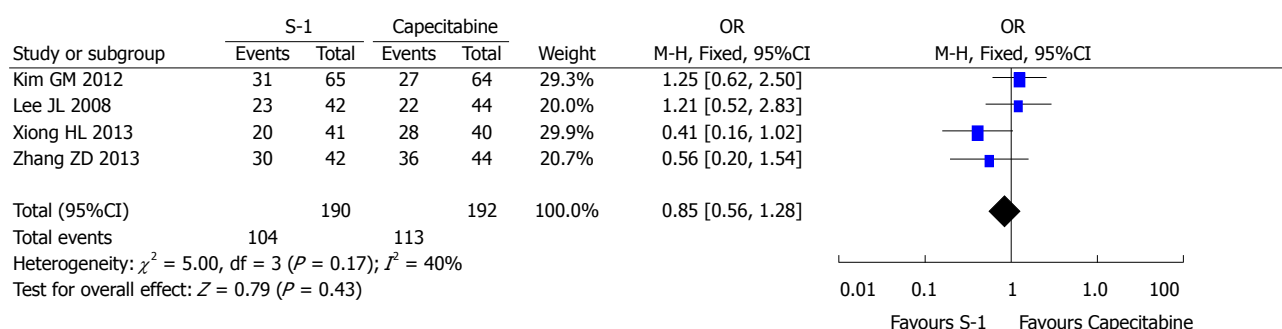 S-1 Capecitabine OR OR
Study or subgroup Events Total Events Total Weight M-H, Fixed, 95%CI M-H, Fixed, 95%CI
Kim GM 2012 31 65 27 64 29.3% 1.25 [0.62, 2.50]
Lee JL 2008 23 42 22 44 20.0% 1.21 [0.52, 2.83]
Xiong HL 2013 20 41 28 40 29.9% 0.41 [0.16, 1.02]
Zhang ZD 2013 30 42 36 44 20.7% 0.56 [0.20, 1.54]
Total (95%CI) 190 192 100.0% 0.85 [0.56, 1.28]
Total events 104 113
Heterogeneity: χ² = 5.00, df = 3 (P = 0.17); I² = 40%
Test for overall effect: Z = 0.79 (P = 0.43)
0.01 0.1 1 1.0 100
Favours S-1 Favours Capecitabine